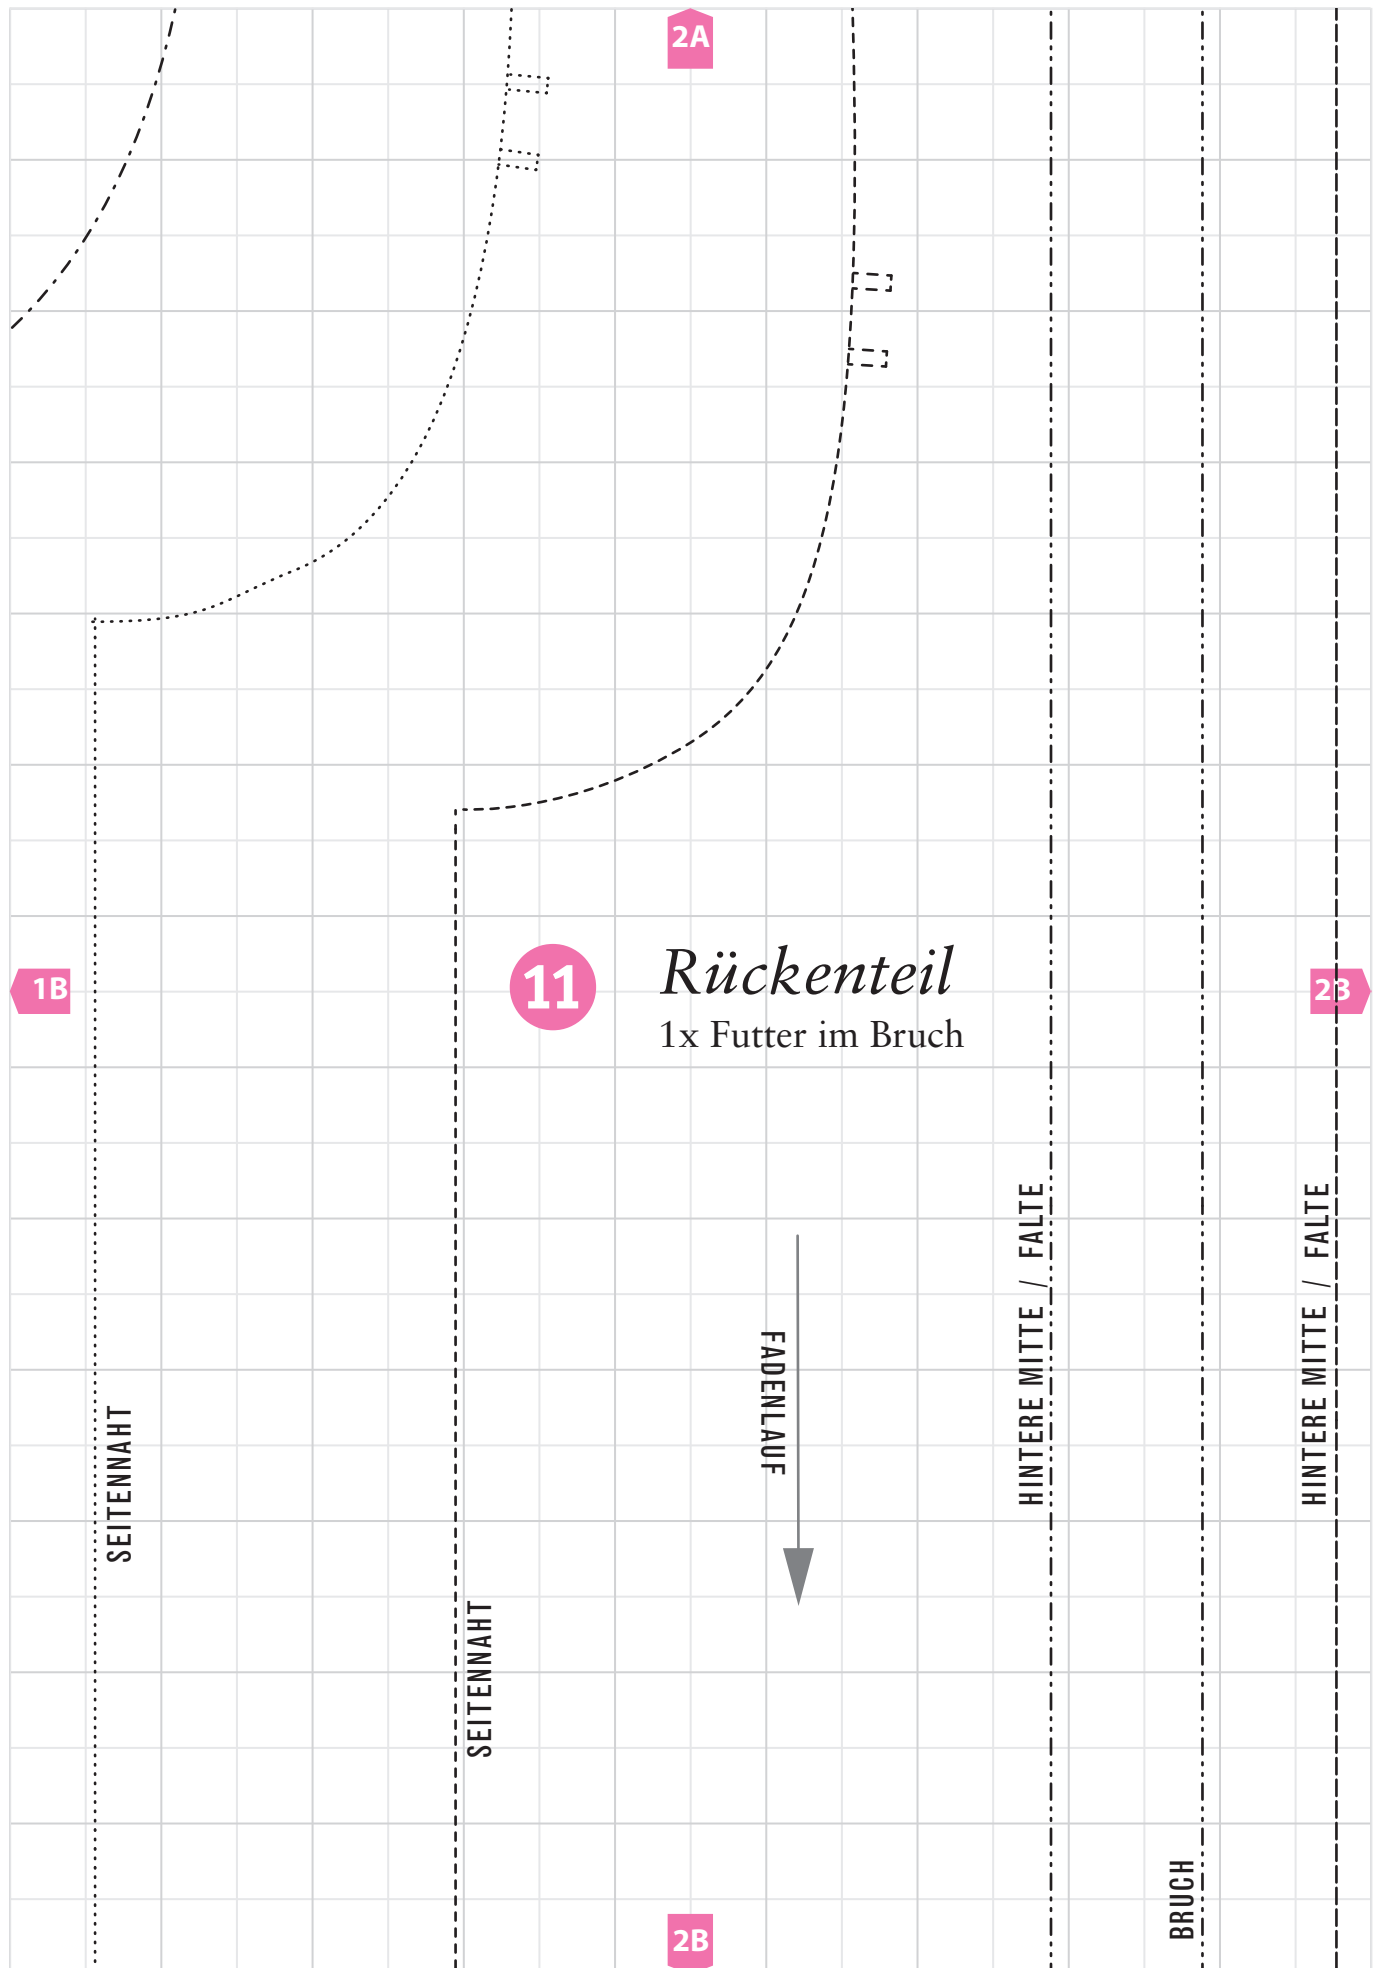 2A
1B
11
Rückenteil
1x Futter im Bruch
2B
HINTERE MITTE / FALTE
HINTERE MITTE / FALTE
FADENLAUF
SEITENNAHT
SEITENNAHT
BRUCH
2B